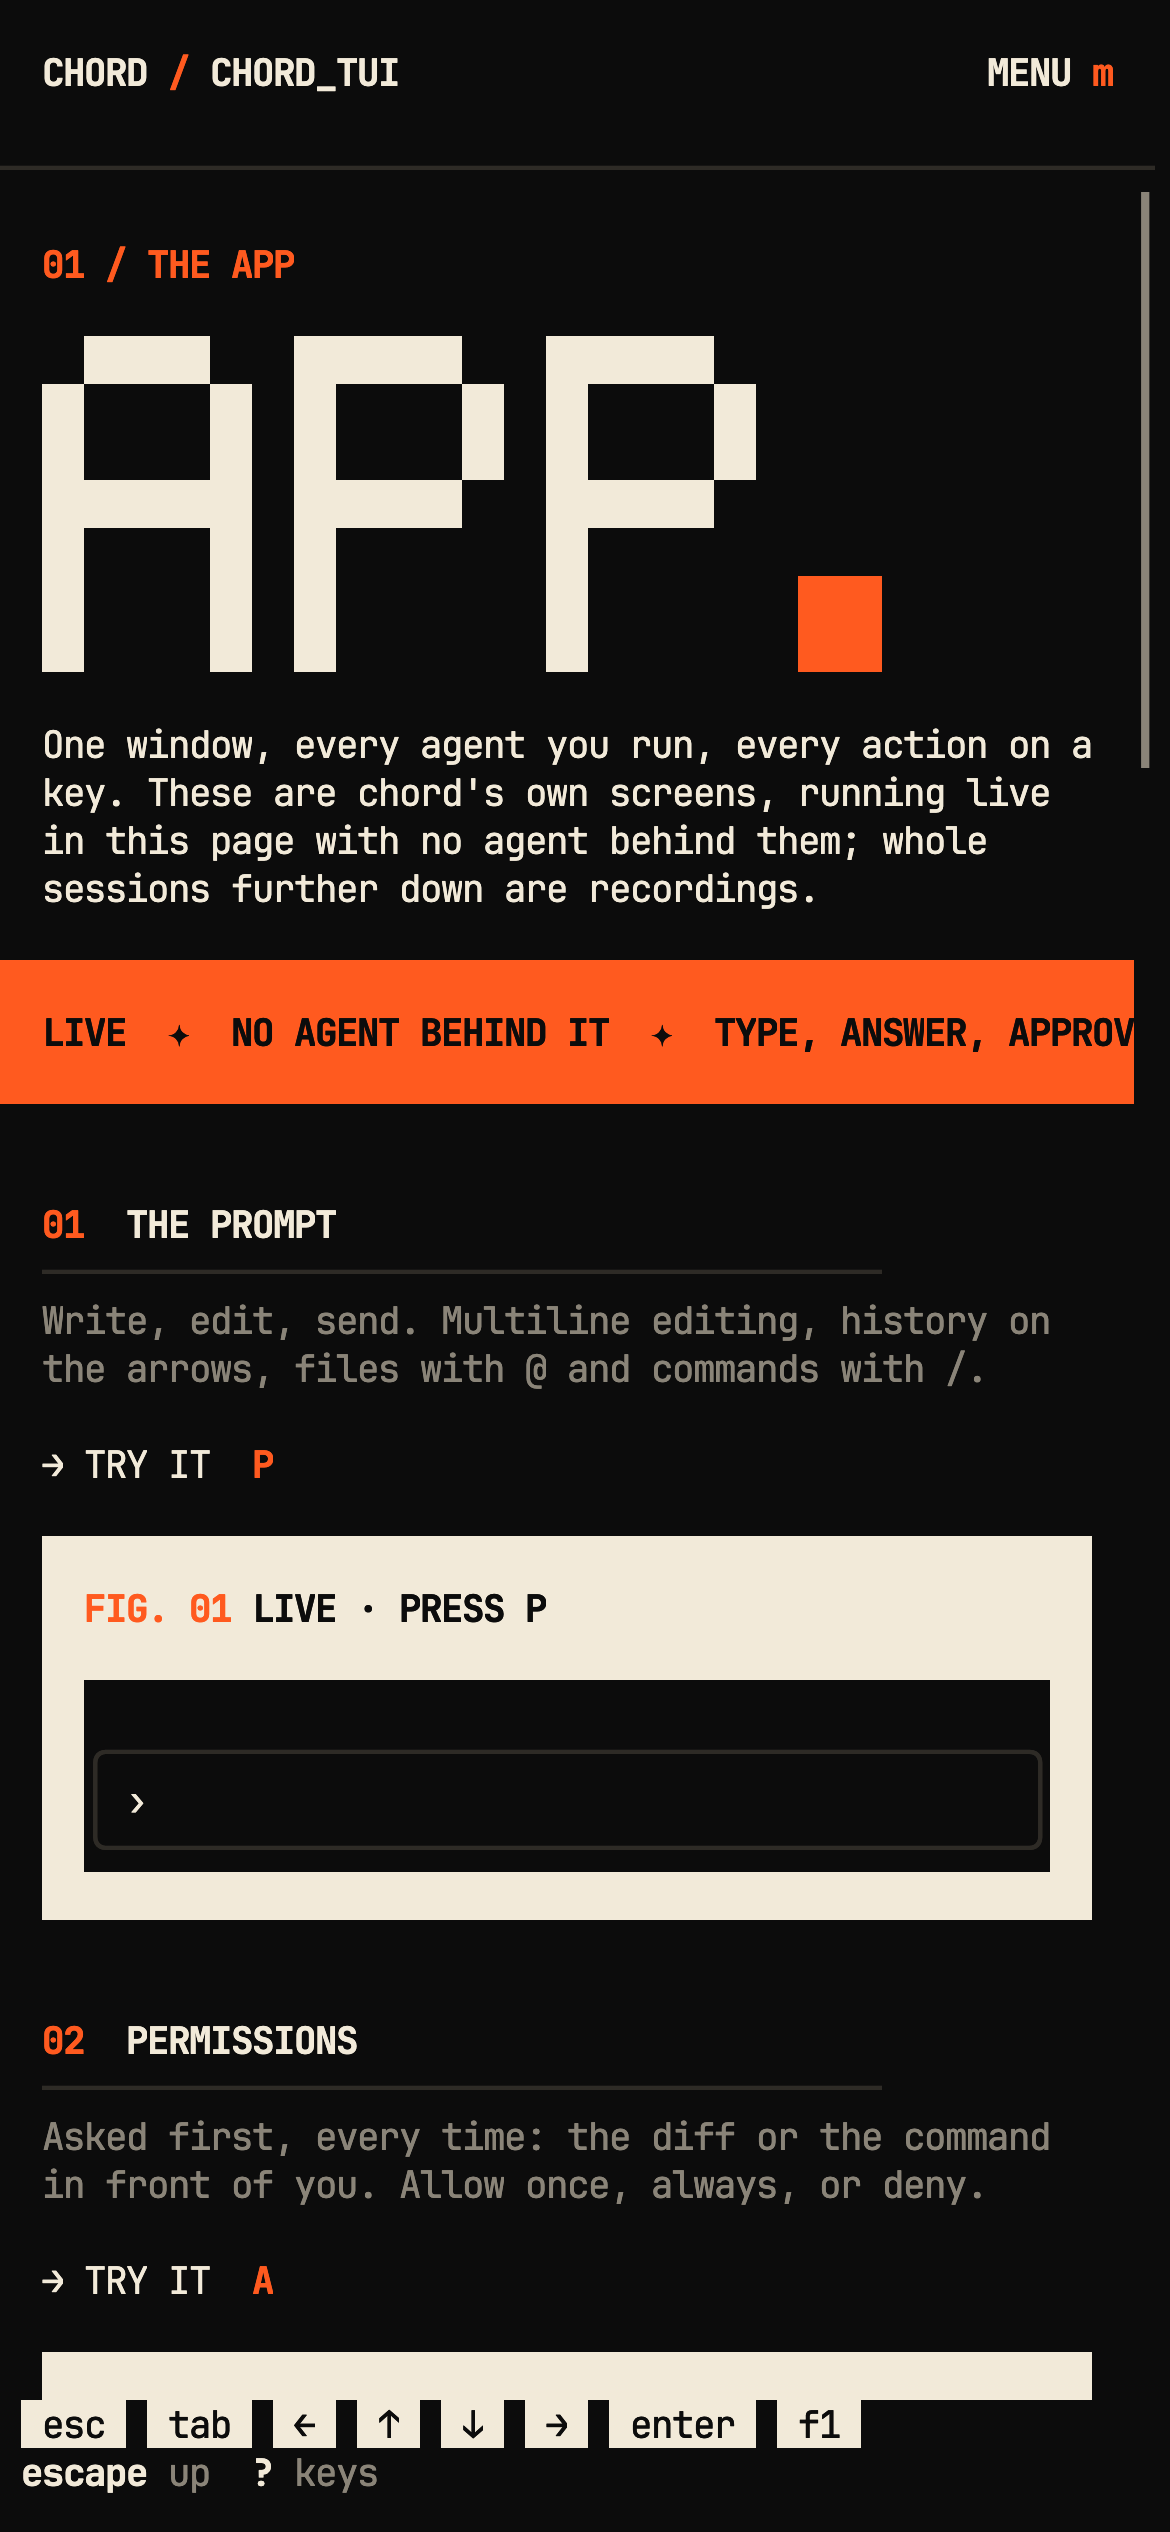 CHORD / CHORD_TUI MENU m
01 / THE APP
APP.
One window, every agent you run, every action on a
key. These are chord's own screens, running live
in this page with no agent behind them; whole
sessions further down are recordings.
LIVE ✦ NO AGENT BEHIND IT ✦ TYPE, ANSWER, APPROV
01 THE PROMPT
Write, edit, send. Multiline editing, history on
the arrows, files with @ and commands with /.
→ TRY IT P
FIG. 01 LIVE · PRESS P
›
02 PERMISSIONS
Asked first, every time: the diff or the command
in front of you. Allow once, always, or deny.
→ TRY IT A
esc tab ← ↑ ↓ → enter f1
escape up ? keys